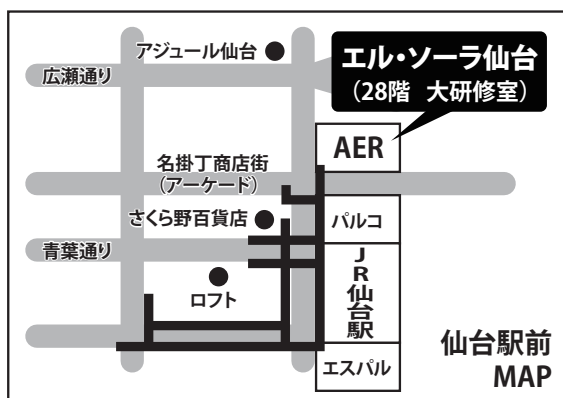 アジュール仙台
広瀬通り
エル・ソーラ仙台
(28階 大研修室)
AER
名掛丁商店街
(アーケード)
さくら野百貨店
パルコ
青葉通り
JR仙台駅
ロフト
エスパル
仙台駅前
MAP